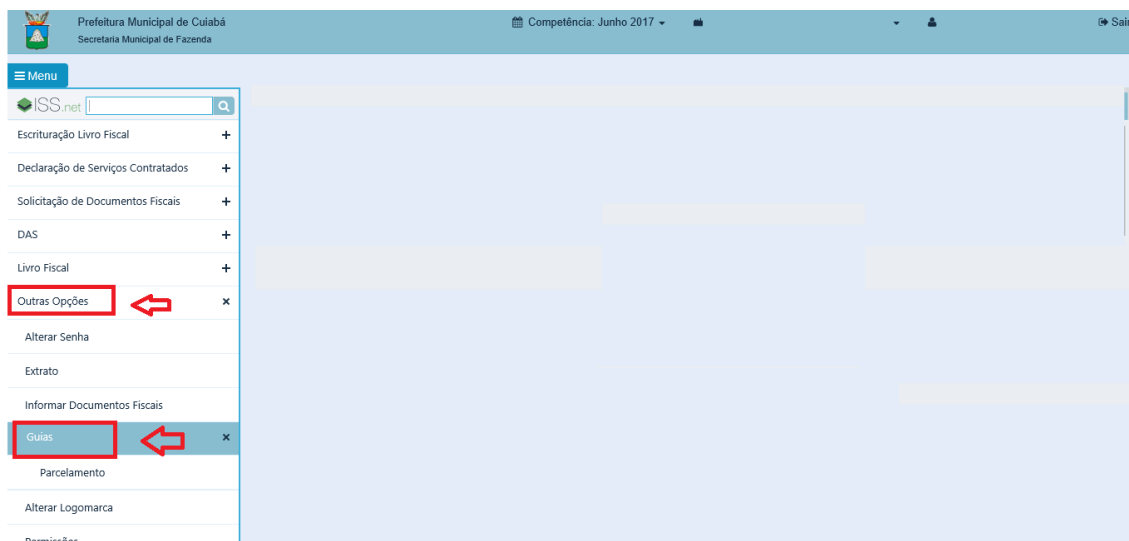 Prefeitura Municipal de Cuiabá
Secretaria Municipal de Fazenda
Competência: Junho 2017
Sair
Menu
ISS.net
Escrituração Livro Fiscal
Declaração de Serviços Contratados
Solicitação de Documentos Fiscais
DAS
Livro Fiscal
Outras Opções
Alterar Senha
Extrato
Informar Documentos Fiscais
Guias
Parcelamento
Alterar Logomarca
Permissões